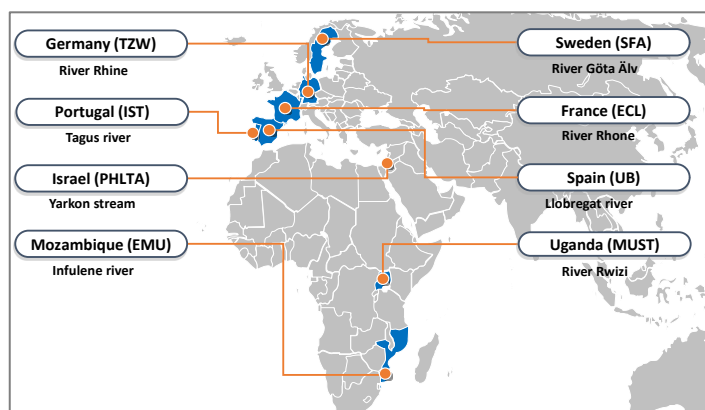 Germany (TZW)
River Rhine
Portugal (IST)
Tagus river
Israel (PHLTA)
Yarkon stream
Mozambique (EMU)
Infulene river
Sweden (SFA)
River Göta Älv
France (ECL)
River Rhone
Spain (UB)
Llobregat river
Uganda (MUST)
River Rwizi